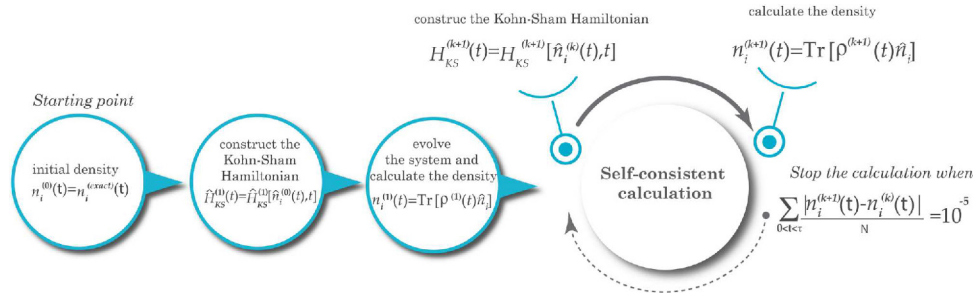 Starting point
initial density
n_i^{(0)}(t)=n_i^{(exact)}(t)
construct the
Kohn-Sham
Hamiltonian
Ĥ_{KS}^{(1)}(t)=Ĥ_{KS}^{(1)}[n̂_i^{(0)}(t),t]
evolve
the system and
calculate the density
n_i^{(1)}(t)=Tr[ρ^{(1)}(t)n̂_i]
construc the Kohn-Sham Hamiltonian
H_{KS}^{(k+1)}(t)=H_{KS}^{(k+1)}[n̂_i^{(k)}(t),t]
calculate the density
n_i^{(k+1)}(t)=Tr[ρ^{(k+1)}(t)n̂_i]
Self-consistent
calculation
Stop the calculation when
∑_{0<t<τ} |n_i^{(k+1)}(t)-n_i^{(k)}(t)| / N =10^{-5}